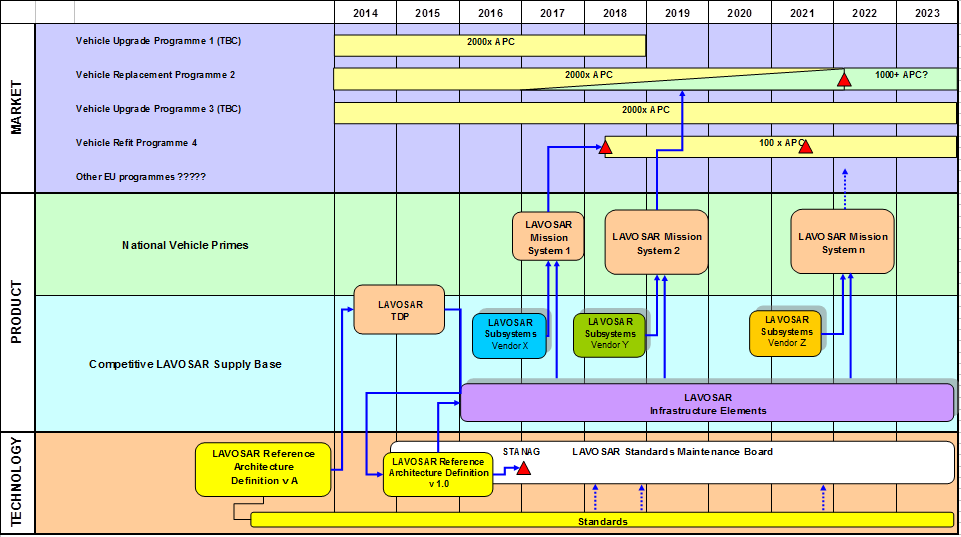 2014 2015 2016 2017 2018 2019 2020 2021 2022 2023
MARKET
Vehicle Upgrade Programme 1 (TBC)
2000x APC
Vehicle Replacement Programme 2
2000x APC
1000+ APC?
Vehicle Upgrade Programme 3 (TBC)
2000x APC
Vehicle Refit Programme 4
100 x APC
Other EU programmes ?????
PRODUCT
National Vehicle Primes
LAVOSAR
Mission
System 1
LAVOSAR Mission
System 2
LAVOSAR Mission
System n
Competitive LAVOSAR Supply Base
LAVOSAR
TDP
LAVOSAR
Subsystems
Vendor X
LAVOSAR
Subsystems
Vendor Y
LAVOSAR
Subsystems
Vendor Z
LAVOSAR
Infrastructure Elements
TECHNOLOGY
LAVOSAR Reference
Architecture
Definition v A
LAVOSAR Reference
Architecture Definition
v 1.0
STANAG
LAVOSAR Standards Maintenance Board
Standards